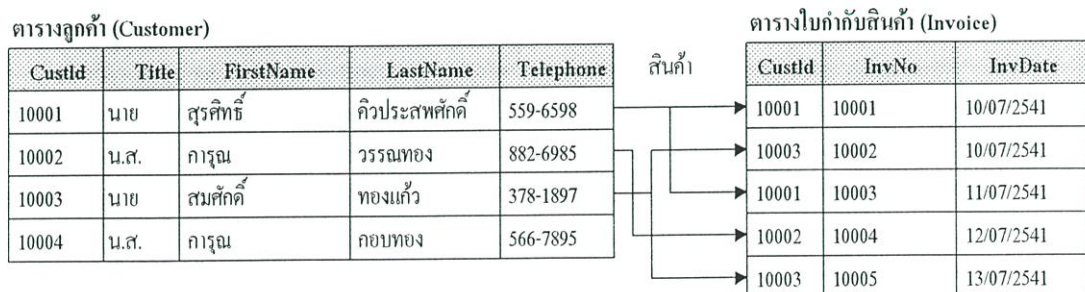 ตารางลูกค้า (Customer)
CustId Title FirstName LastName Telephone
10001 นาย สุรศิทธิ์ คิวประสพศักดิ์ 559-6598
10002 น.ส. การุณ วรรณทอง 882-6985
10003 นาย สมศักดิ์ ทองแก้ว 378-1897
10004 น.ส. การุณ กอบทอง 566-7895
สินค้า
ตารางใบกำกับสินค้า (Invoice)
CustId InvNo InvDate
10001 10001 10/07/2541
10003 10002 10/07/2541
10001 10003 11/07/2541
10002 10004 12/07/2541
10003 10005 13/07/2541